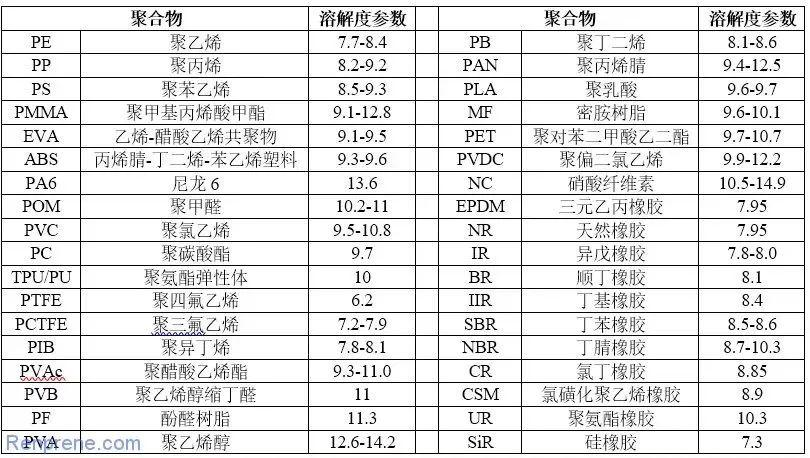 聚合物 溶解度参数 聚合物 溶解度参数
PE 聚乙烯 7.7-8.4 PB 聚丁二烯 8.1-8.6
PP 聚丙烯 8.2-9.2 PAN 聚丙烯腈 9.4-12.5
PS 聚苯乙烯 8.5-9.3 PLA 聚乳酸 9.6-9.7
PMMA 聚甲基丙烯酸甲酯 9.1-12.8 MF 密胺树脂 9.6-10.1
EVA 乙烯-醋酸乙烯共聚物 9.1-9.5 PET 聚对苯二甲酸乙二酯 9.7-10.7
ABS 丙烯腈-丁二烯-苯乙烯塑料 9.3-9.6 PVDC 聚偏二氯乙烯 9.9-12.2
PA6 尼龙 6 13.6 NC 硝酸纤维素 10.5-14.9
POM 聚甲醛 10.2-11 EPDM 三元乙丙橡胶 7.95
PVC 聚氯乙烯 9.5-10.8 NR 天然橡胶 7.95
PC 聚碳酸酯 9.7 IR 异戊橡胶 7.8-8.0
TPU/PU 聚氨酯弹性体 10 BR 顺丁橡胶 8.1
PTFE 聚四氟乙烯 6.2 IIR 丁基橡胶 8.4
PCTFE 聚三氟乙烯 7.2-7.9 SBR 丁苯橡胶 8.5-8.6
PIB 聚异丁烯 7.8-8.1 NBR 丁腈橡胶 8.7-10.3
PVAc 聚醋酸乙烯酯 9.3-11.0 CR 氯丁橡胶 8.85
PVB 聚乙烯醇缩丁醛 11 CSM 氯磺化聚乙烯橡胶 8.9
PF 酚醛树脂 11.3 UR 聚氨酯橡胶 10.3
PVA 聚乙烯醇 12.6-14.2 SiR 硅橡胶 7.3
Renprene.com